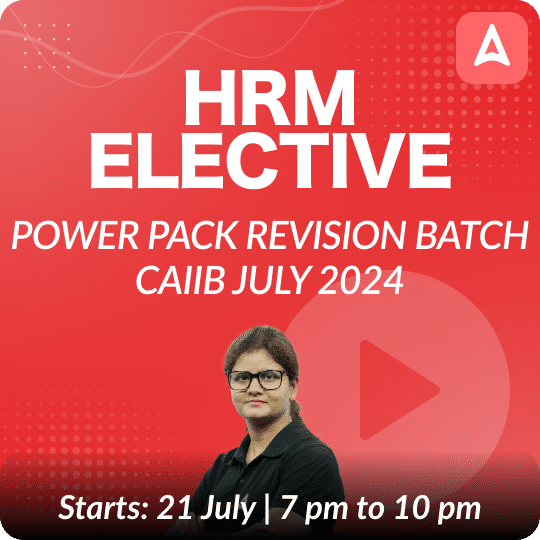 HRM
ELECTIVE
POWER PACK REVISION BATCH
CAIIB JULY 2024
Starts: 21 July | 7 pm to 10 pm